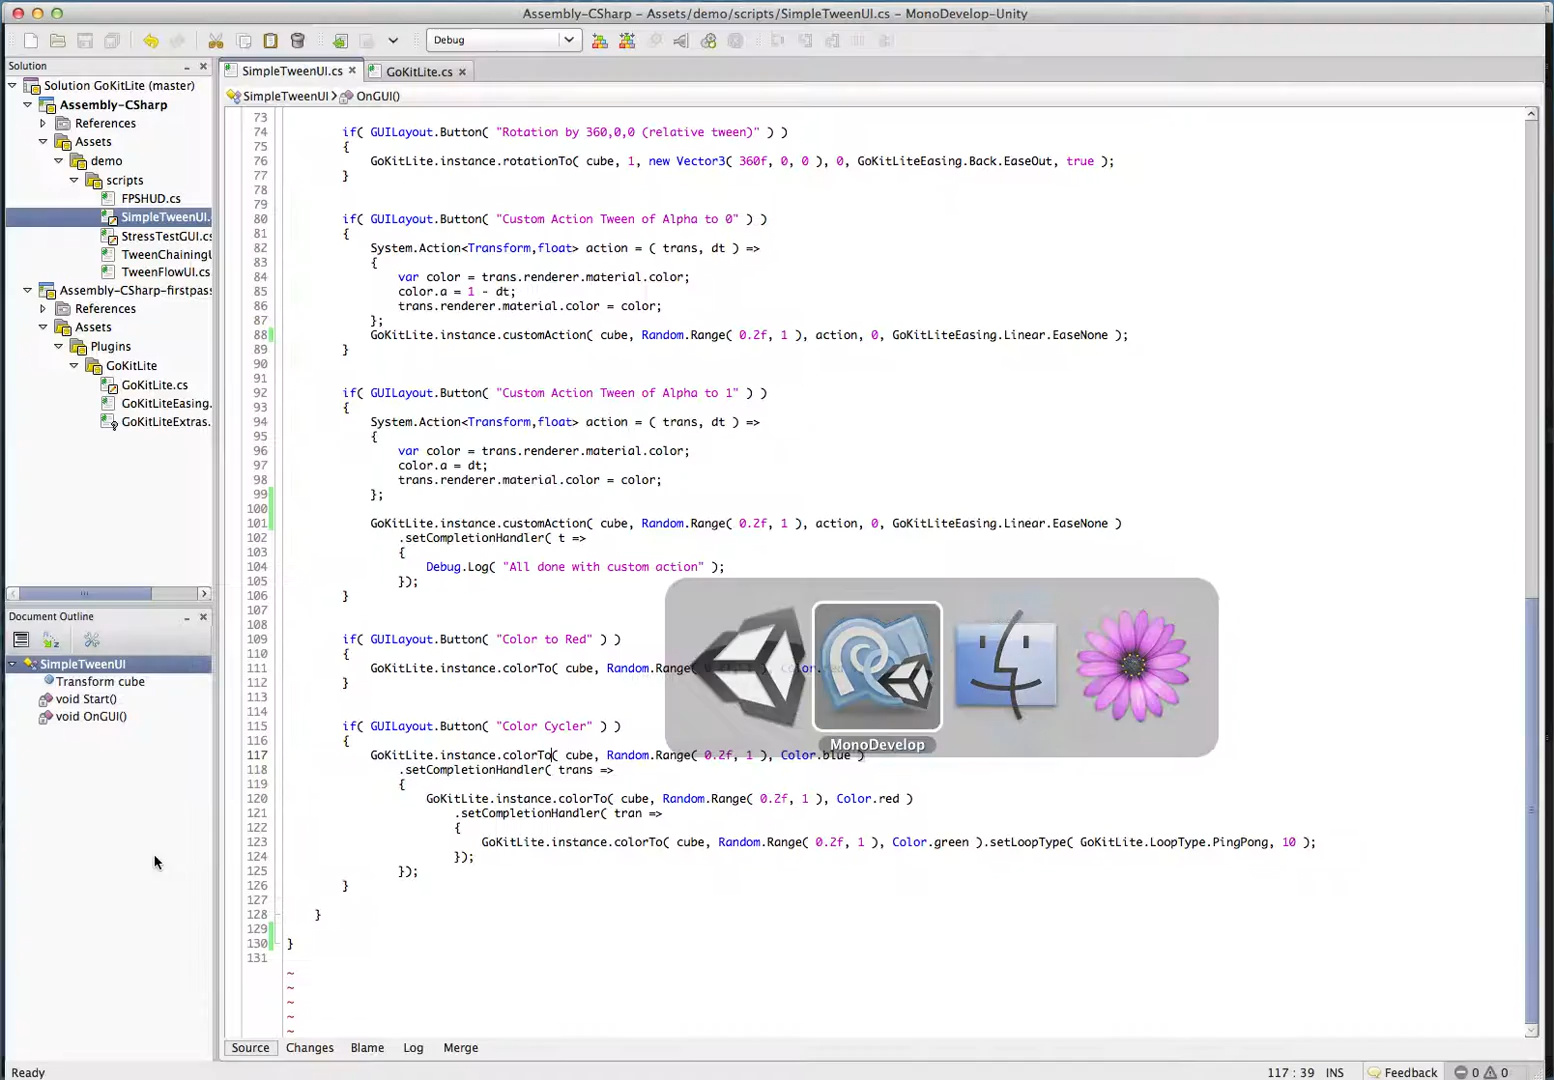 Assembly-CSharp – Assets/demo/scripts/SimpleTweenUI.cs – MonoDevelop-Unity
Debug
Solution
Solution GoKitLite (master)
Assembly-CSharp
References
Assets
demo
scripts
FPSHUD.cs
SimpleTweenUI.
StressTestGUI.cs
TweenChainingU
TweenFlowUI.cs
Assembly-CSharp-firstpass
References
Assets
Plugins
GoKitLite
GoKitLite.cs
GoKitLiteEasing.
GoKitLiteExtras.
Document Outline
SimpleTweenUI
Transform cube
void Start()
void OnGUI()
SimpleTweenUI.cs
GoKitLite.cs
SimpleTweenUI
OnGUI()
73
74 if( GUILayout.Button( "Rotation by 360,0,0 (relative tween)" ) )
75 {
76 GoKitLite.instance.rotationTo( cube, 1, new Vector3( 360f, 0, 0 ), 0, GoKitLiteEasing.Back.EaseOut, true );
77 }
78
79
80 if( GUILayout.Button( "Custom Action Tween of Alpha to 0" ) )
81 {
82 System.Action<Transform,float> action = ( trans, dt ) =>
83 {
84 var color = trans.renderer.material.color;
85 color.a = 1 - dt;
86 trans.renderer.material.color = color;
87 };
88 GoKitLite.instance.customAction( cube, Random.Range( 0.2f, 1 ), action, 0, GoKitLiteEasing.Linear.EaseNone );
89 }
90
91
92 if( GUILayout.Button( "Custom Action Tween of Alpha to 1" ) )
93 {
94 System.Action<Transform,float> action = ( trans, dt ) =>
95 {
96 var color = trans.renderer.material.color;
97 color.a = dt;
98 trans.renderer.material.color = color;
99 };
100
101 GoKitLite.instance.customAction( cube, Random.Range( 0.2f, 1 ), action, 0, GoKitLiteEasing.Linear.EaseNone )
102 .setCompletionHandler( t =>
103 {
104 Debug.Log( "All done with custom action" );
105 });
106 }
107
108
109 if( GUILayout.Button( "Color to Red" ) )
110 {
111 GoKitLite.instance.colorTo( cube, Random.Ra
112 }
113
114
115 if( GUILayout.Button( "Color Cycler" ) )
116 {
117 GoKitLite.instance.colorTo( cube, Random.Range( 0.2f, 1 ), Color.blue )
118 .setCompletionHandler( trans =>
119 {
120 GoKitLite.instance.colorTo( cube, Random.Range( 0.2f, 1 ), Color.red )
121 .setCompletionHandler( tran =>
122 {
123 GoKitLite.instance.colorTo( cube, Random.Range( 0.2f, 1 ), Color.green ).setLoopType( GoKitLite.LoopType.PingPong, 10 );
124 });
125 });
126 }
127
128 }
129
130 }
131
~
~
~
~
~
MonoDevelop
Source Changes Blame Log Merge
Ready
117 : 39 INS Feedback 0 0